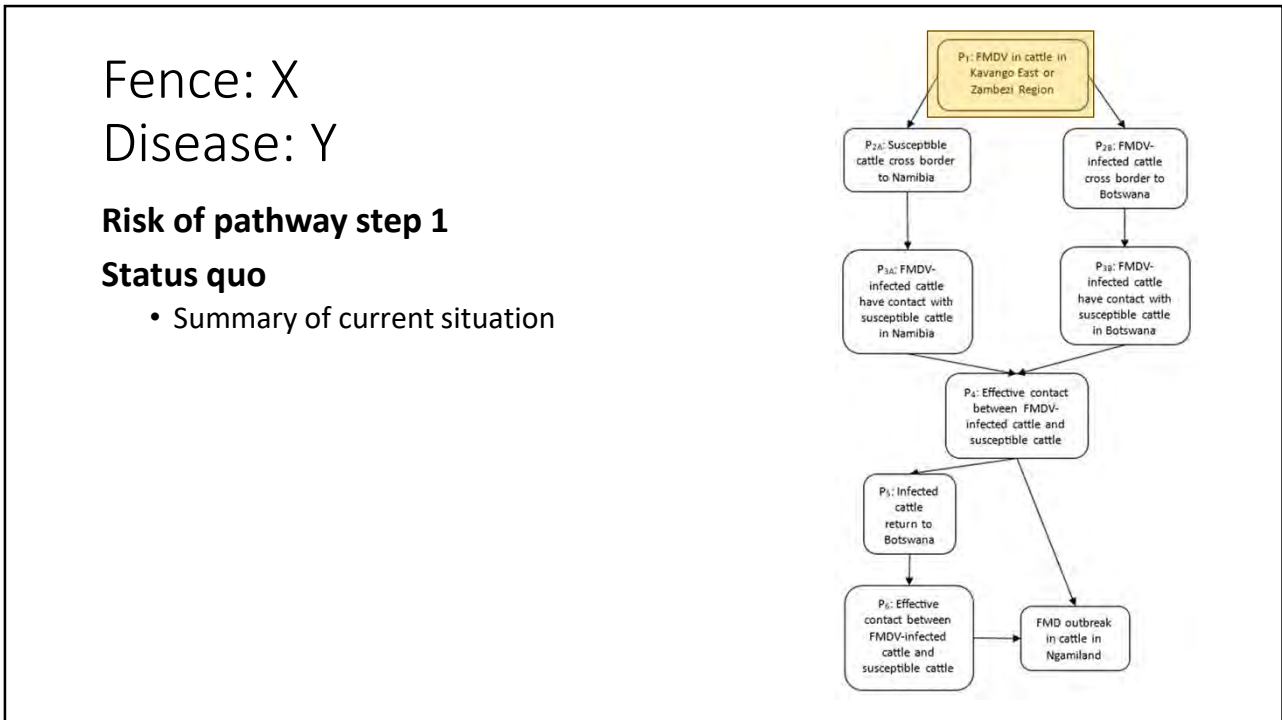 Fence: X
Disease: Y
Risk of pathway step 1
Status quo
• Summary of current situation
P₁: FMDV in cattle in
Kavango East or
Zambezi Region
P₂ₐ: Susceptible
cattle cross border
to Namibia
P₂B: FMDV-
infected cattle
cross border to
Botswana
P₃ₐ: FMDV-
infected cattle
have contact with
susceptible cattle
in Namibia
P₃B: FMDV-
infected cattle
have contact with
susceptible cattle
in Botswana
P₄: Effective contact
between FMDV-
infected cattle and
susceptible cattle
P₅: Infected
cattle
return to
Botswana
P₆: Effective
contact between
FMDV-infected
cattle and
susceptible cattle
FMD outbreak
in cattle in
Ngamiland